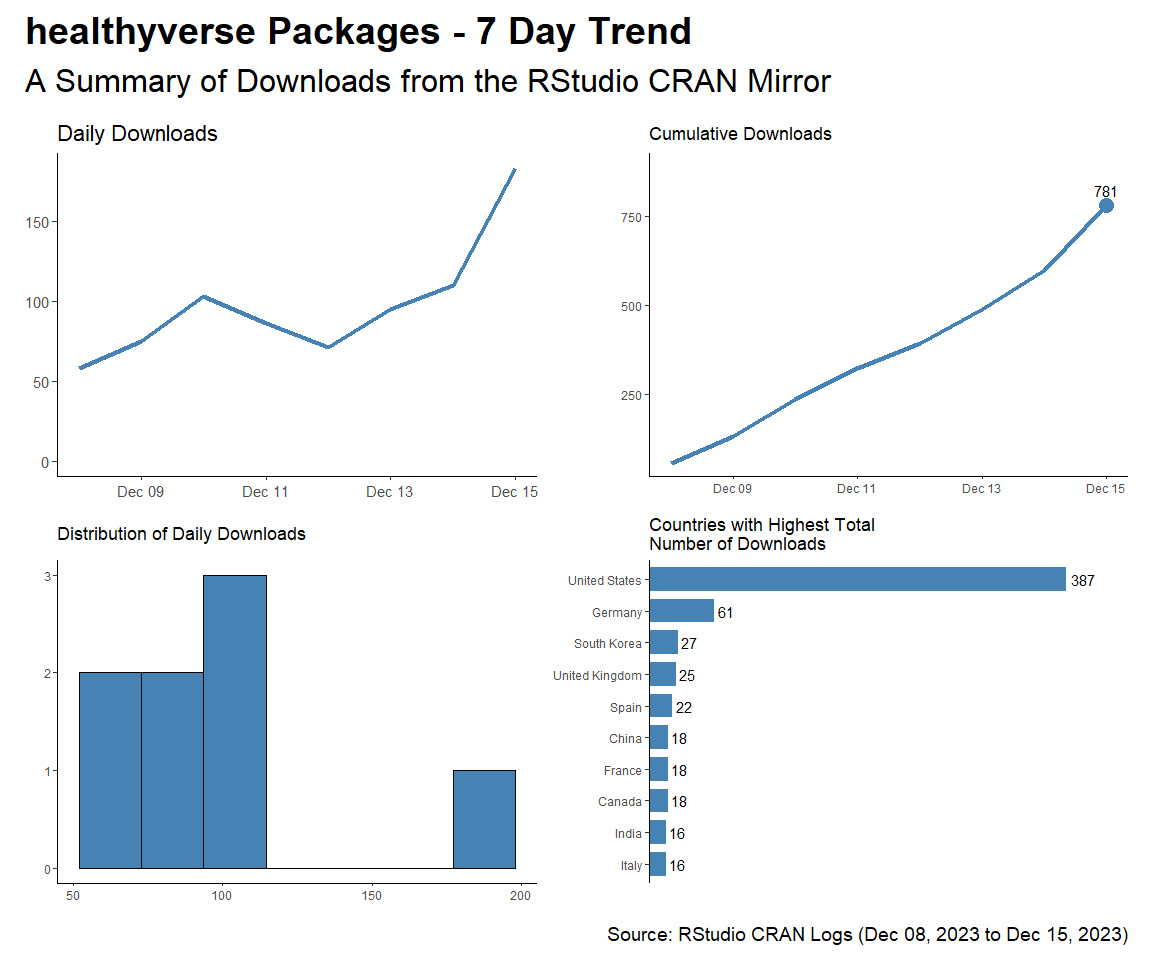 healthyverse Packages - 7 Day Trend
A Summary of Downloads from the RStudio CRAN Mirror
Daily Downloads
150
100
50
0
Dec 09 Dec 11 Dec 13 Dec 15
Cumulative Downloads
781
750
500
250
Dec 09 Dec 11 Dec 13 Dec 15
Distribution of Daily Downloads
3
2
1
0
50 100 150 200
Countries with Highest Total
Number of Downloads
United States 387
Germany 61
South Korea 27
United Kingdom 25
Spain 22
China 18
France 18
Canada 18
India 16
Italy 16
Source: RStudio CRAN Logs (Dec 08, 2023 to Dec 15, 2023)